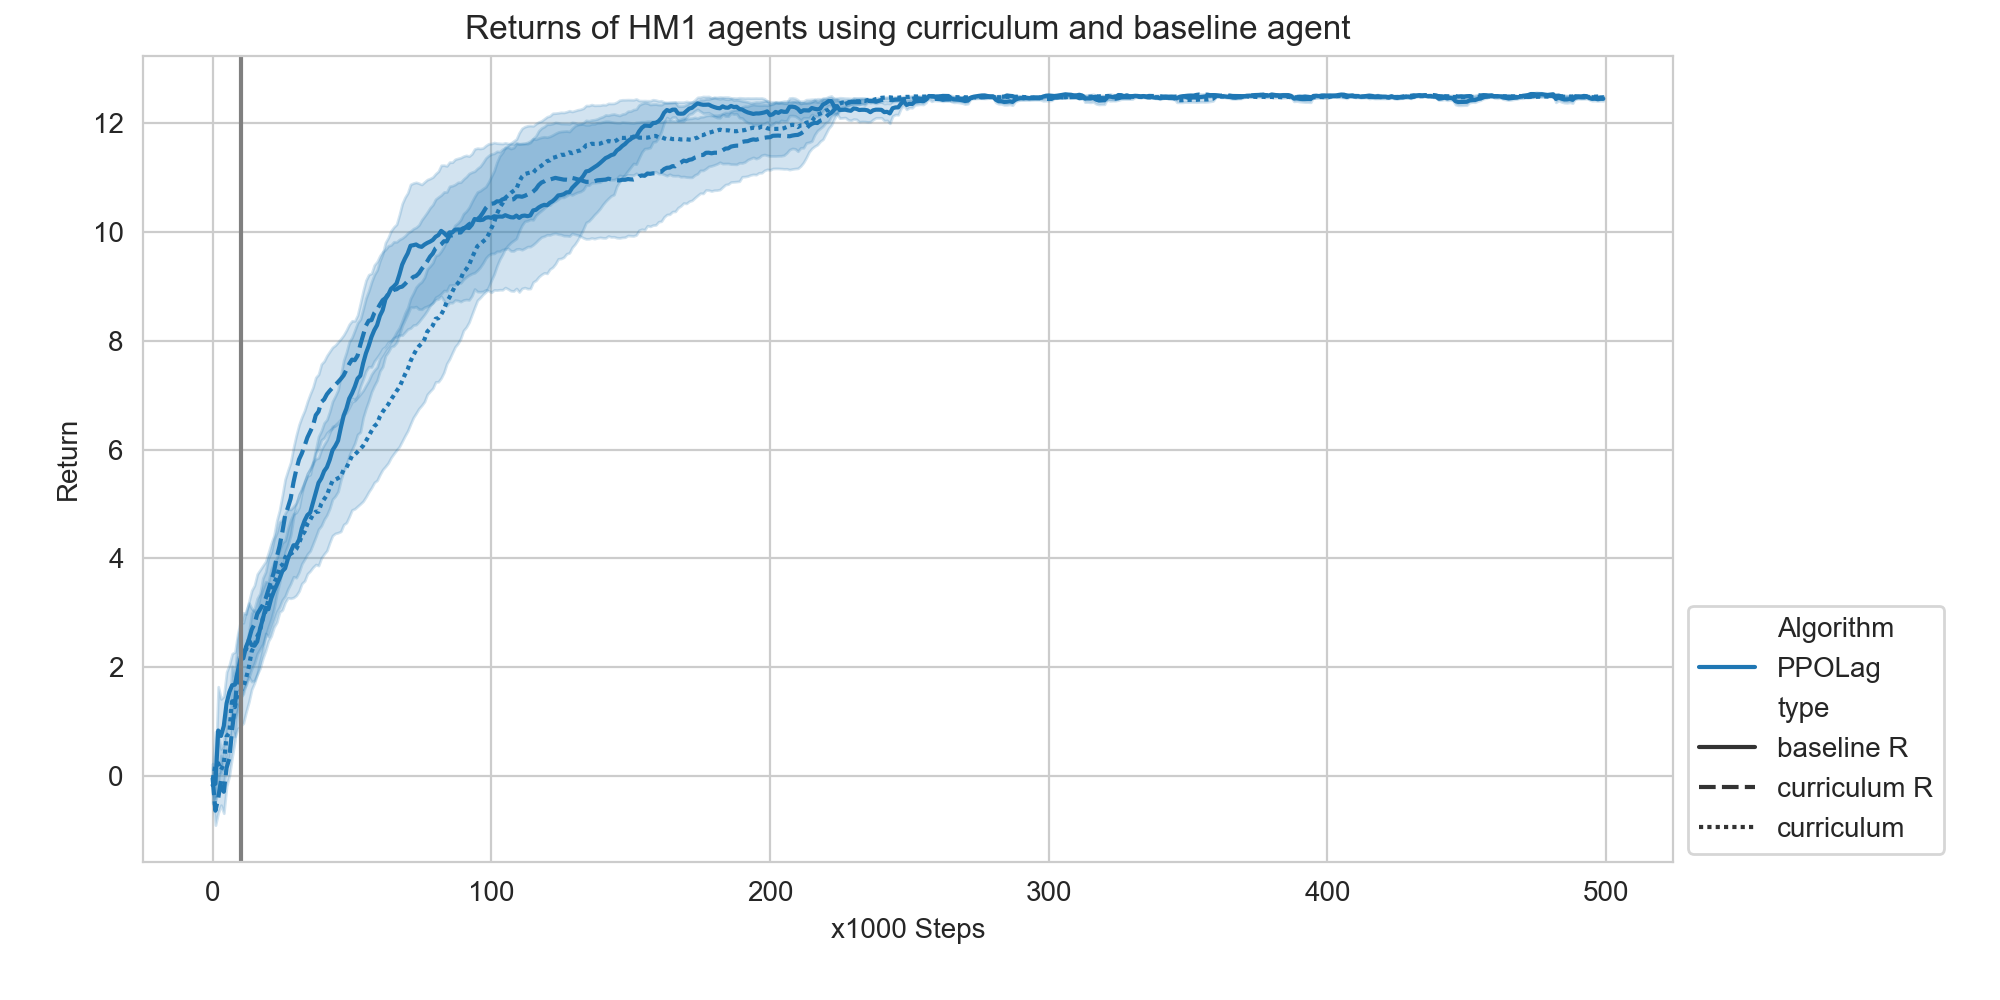 Returns of HM1 agents using curriculum and baseline agent
12
10
8
6
4
2
0
Return
0 100 200 300 400 500
x1000 Steps
Algorithm
PPOLag
type
baseline R
curriculum R
curriculum